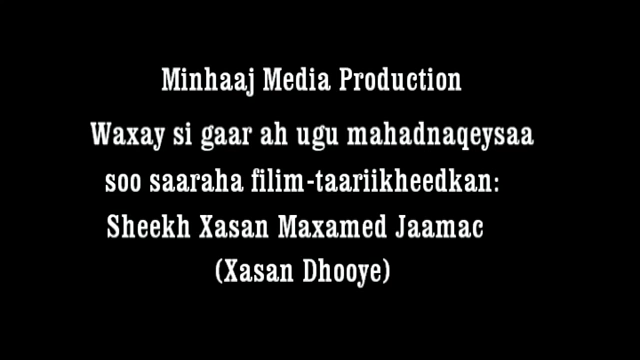 Minhaaj Media Production
Waxay si gaar ah ugu mahadnaqeysaa
soo saaraha filim-taariikheedkan:
Sheekh Xasan Maxamed Jaamac
(Xasan Dhooye)